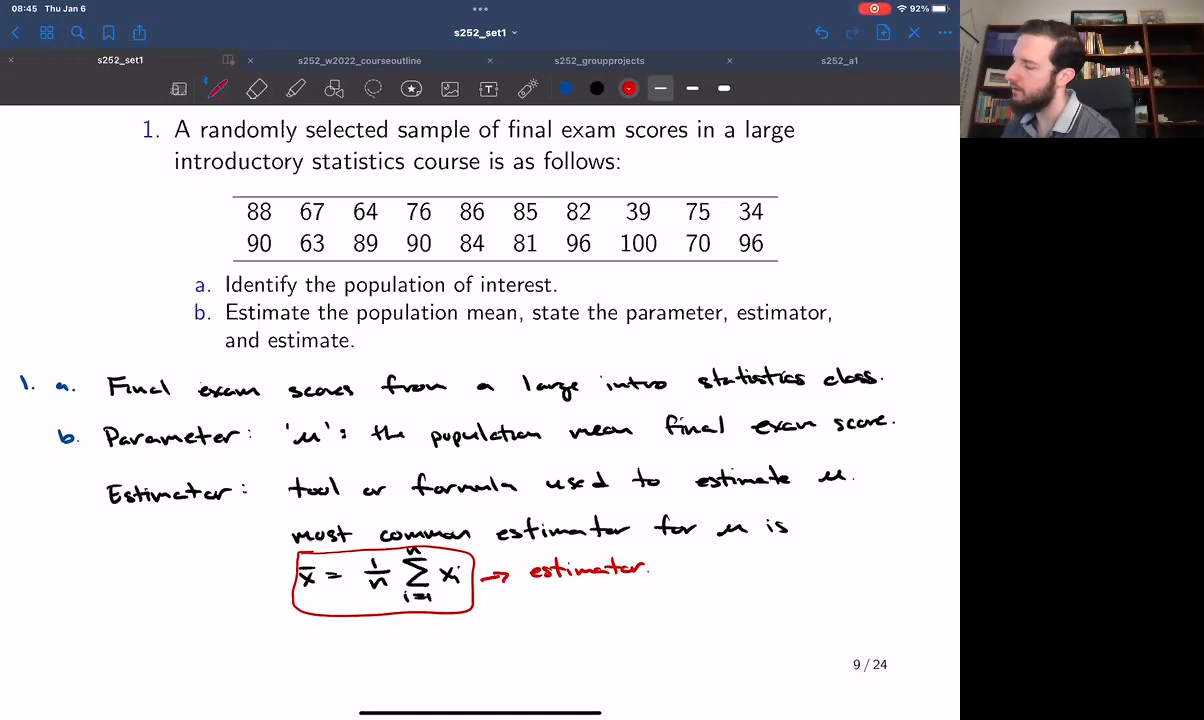 08:45 Thu Jan 6
92%
s252_set1
s252_set1
s252_w2022_courseoutline
s252_groupprojects
s252_a1
1. A randomly selected sample of final exam scores in a large
introductory statistics course is as follows:
88 67 64 76 86 85 82 39 75 34
90 63 89 90 84 81 96 100 70 96
a. Identify the population of interest.
b. Estimate the population mean, state the parameter, estimator,
and estimate.
1. a. Final exam scores from a large intro statistics class.
b. Parameter: 'μ': the population mean final exam score.
Estimator: tool or formula used to estimate μ.
most common estimator for μ is
x̄ = 1/n ∑ᵢ₌₁ⁿ xᵢ → estimator.
9 / 24